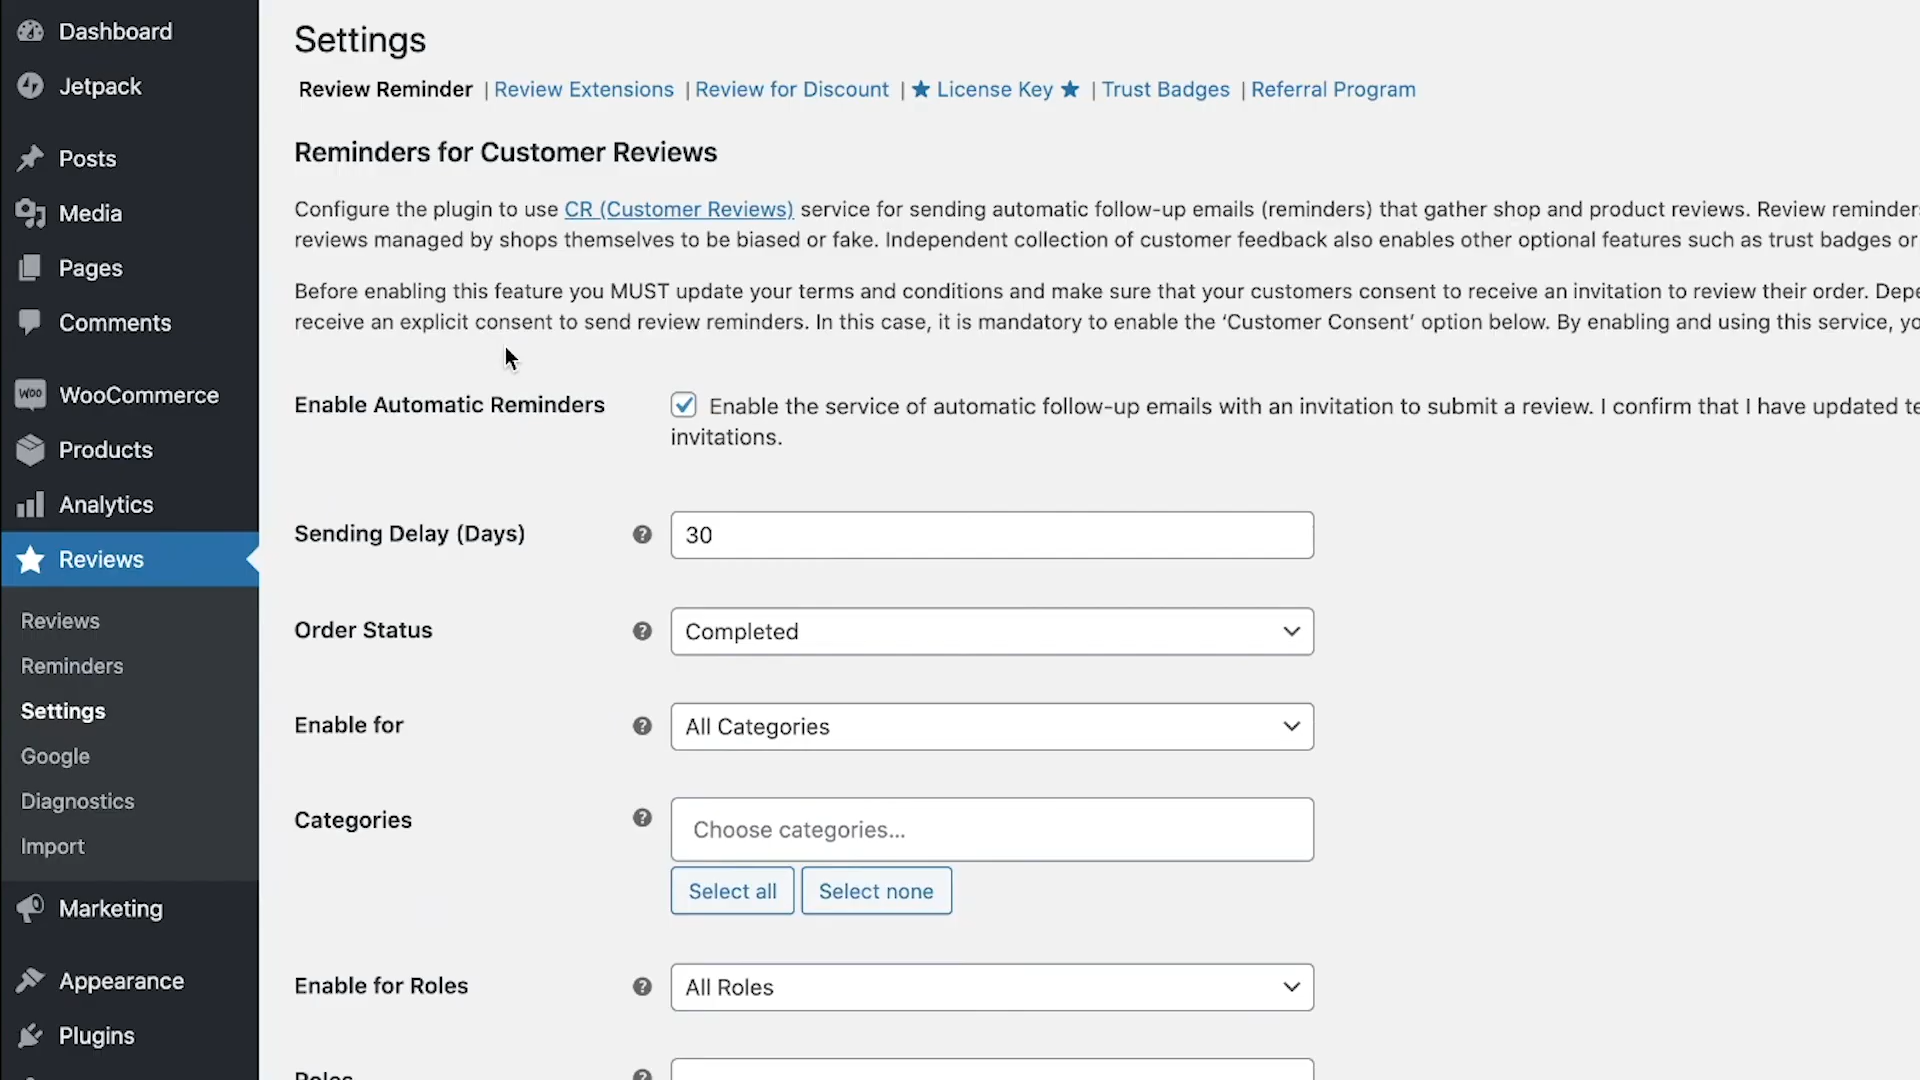 Dashboard
Jetpack
Posts
Media
Pages
Comments
WOO WooCommerce
Products
Analytics
Reviews
Reviews
Reminders
Settings
Google
Diagnostics
Import
Marketing
Appearance
Plugins
Settings
Review Reminder | Review Extensions | Review for Discount | ★ License Key ★ | Trust Badges | Referral Program
Reminders for Customer Reviews
Configure the plugin to use CR (Customer Reviews) service for sending automatic follow-up emails (reminders) that gather shop and product reviews. Review
reviews managed by shops themselves to be biased or fake. Independent collection of customer feedback also enables other optional features such as trust badges or
Before enabling this feature you MUST update your terms and conditions and make sure that your customers consent to receive an invitation to review their order.
receive an explicit consent to send review reminders. In this case, it is mandatory to enable the ‘Customer Consent’ option below. By enabling and using this service,
Enable Automatic Reminders
Enable the service of automatic follow-up emails with an invitation to submit a review. I confirm that I have updated
invitations.
Sending Delay (Days) ? 30
Order Status ? Completed
Enable for ? All Categories
Categories ? Choose categories...
Select all Select none
Enable for Roles ? All Roles